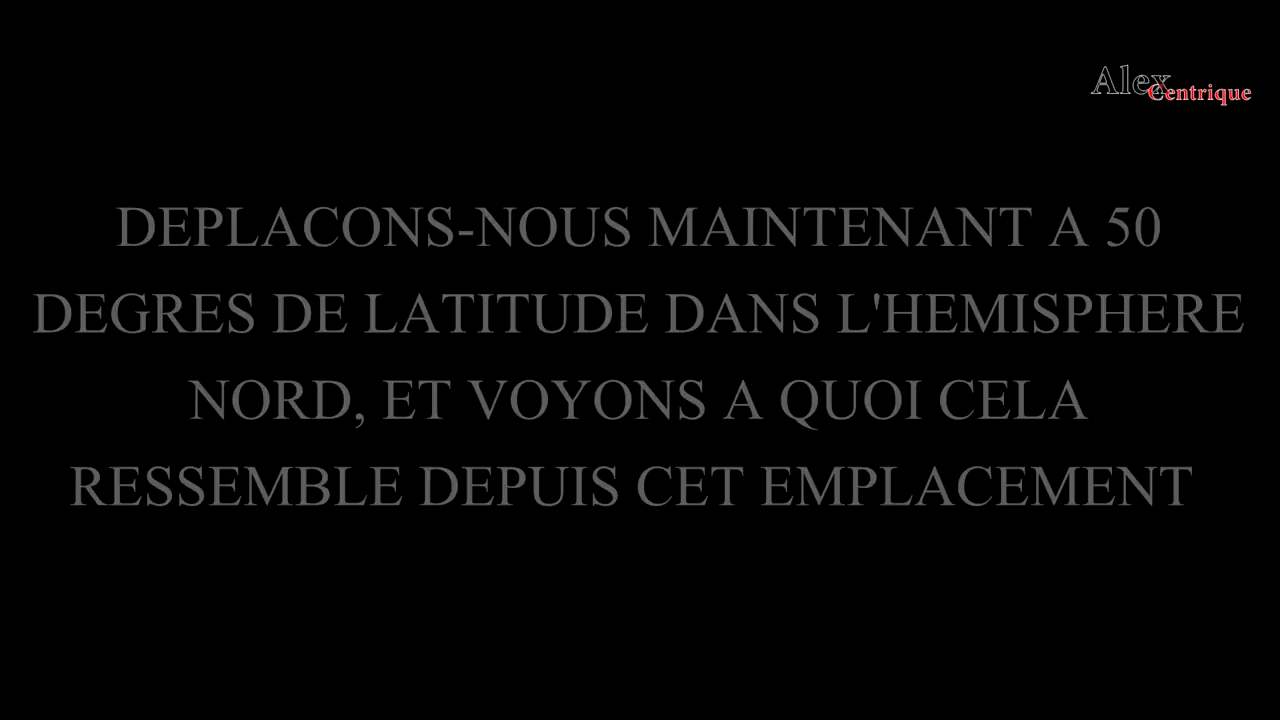 Alex
Centrique
DEPLACONS-NOUS MAINTENANT A 50
DEGRES DE LATITUDE DANS L'HEMISPHERE
NORD, ET VOYONS A QUOI CELA
RESSEMBLE DEPUIS CET EMPLACEMENT